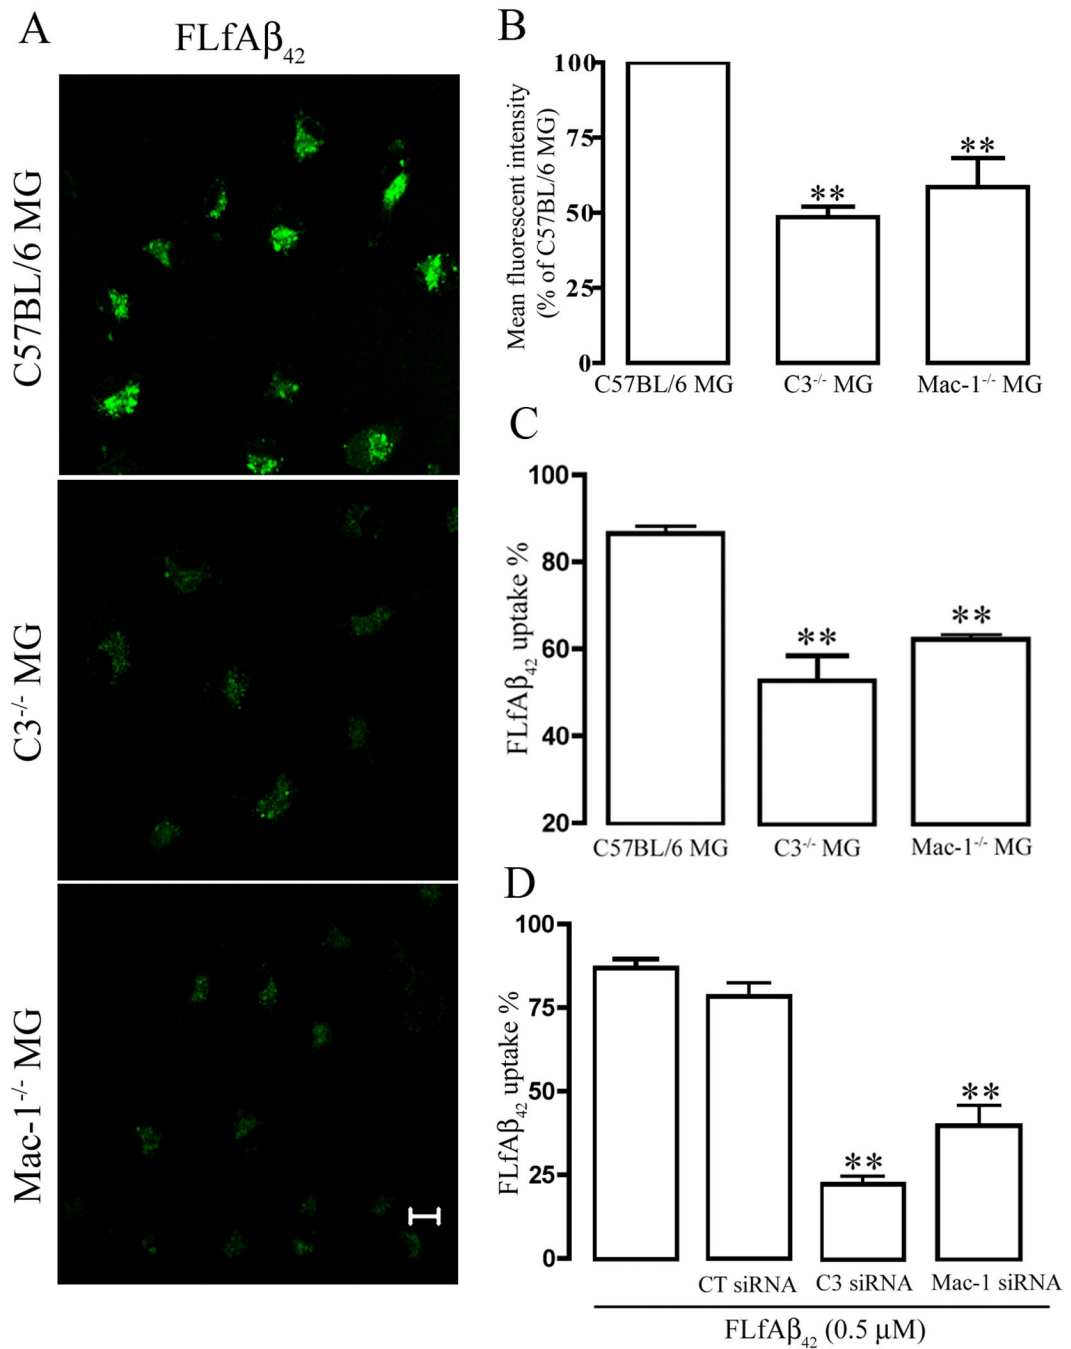 A
FLfAβ42
C57BL/6 MG
C3-/- MG
Mac-1-/- MG
B
Mean fluorescent intensity
(% of C57BL/6 MG)
100
75
50
25
0
**
**
C57BL/6 MG C3-/- MG Mac-1-/- MG
C
FLfAβ42 uptake %
100
80
60
40
20
**
**
C57BL/6 MG C3-/- MG Mac-1-/- MG
D
FLfAβ42 uptake %
100
75
50
25
0
**
**
CT siRNA C3 siRNA Mac-1 siRNA
FLfAβ42 (0.5 μM)